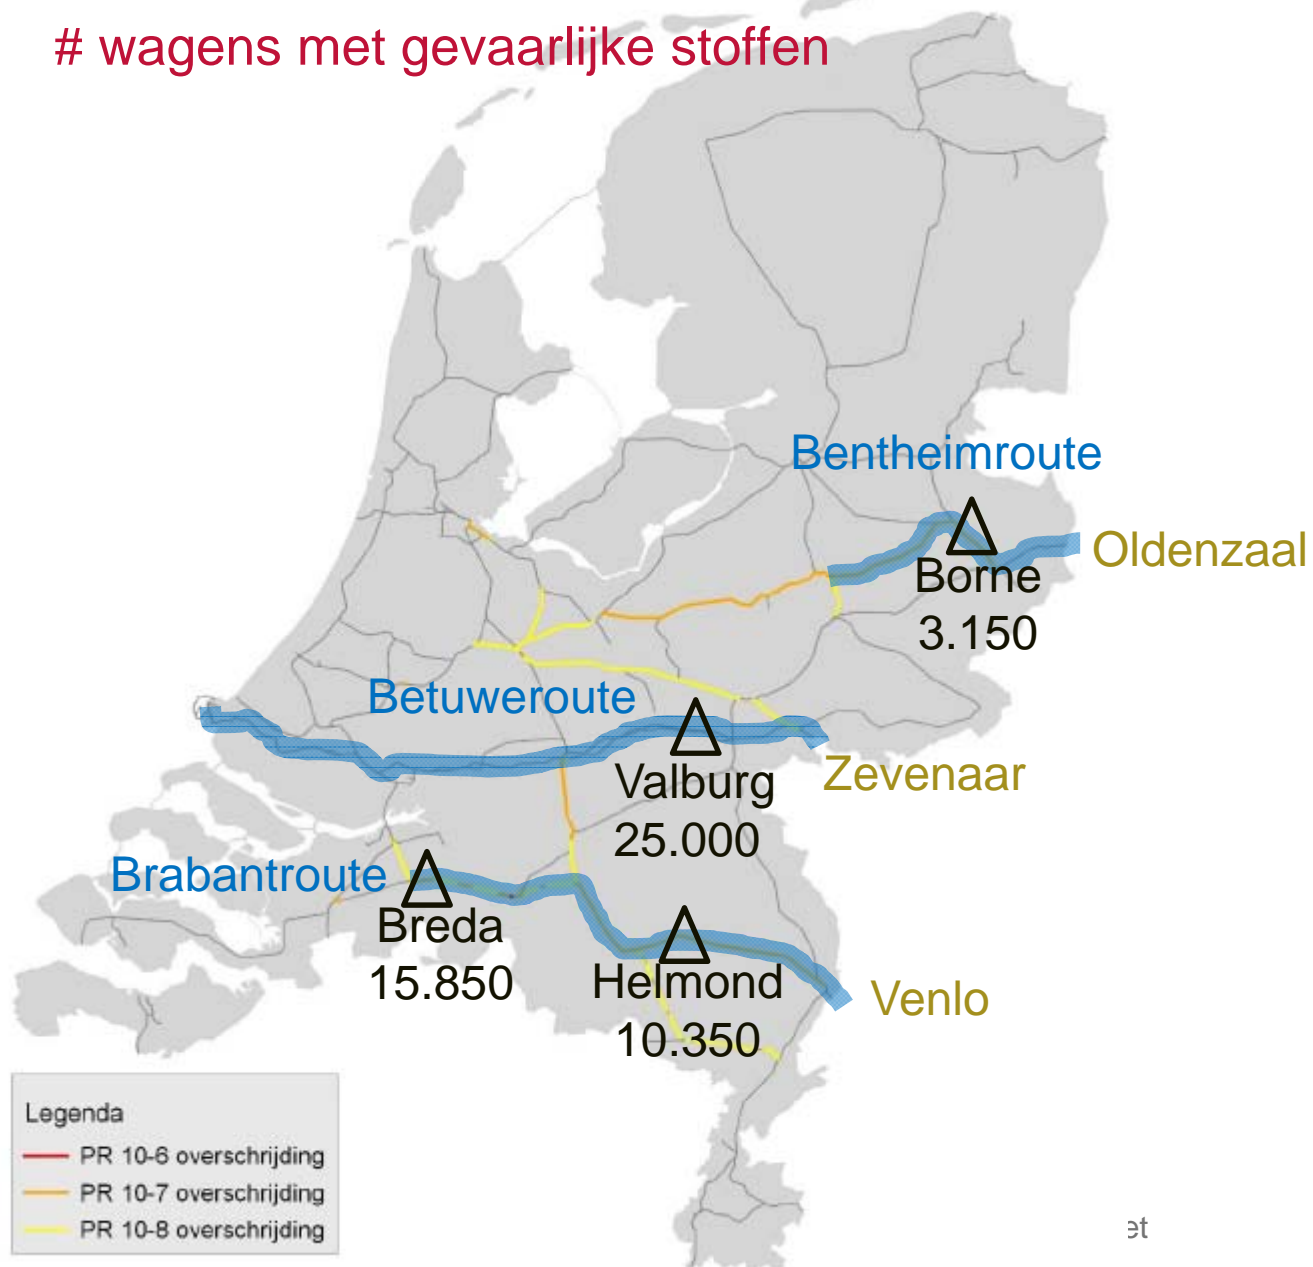 # wagens met gevaarlijke stoffen
Bentheimroute
Oldenzaal
Borne
3.150
Betuweroute
Valburg
25.000
Zevenaar
Brabantroute
Breda
15.850
Helmond
10.350
Venlo
Legenda
PR 10-6 overschrijding
PR 10-7 overschrijding
PR 10-8 overschrijding
et